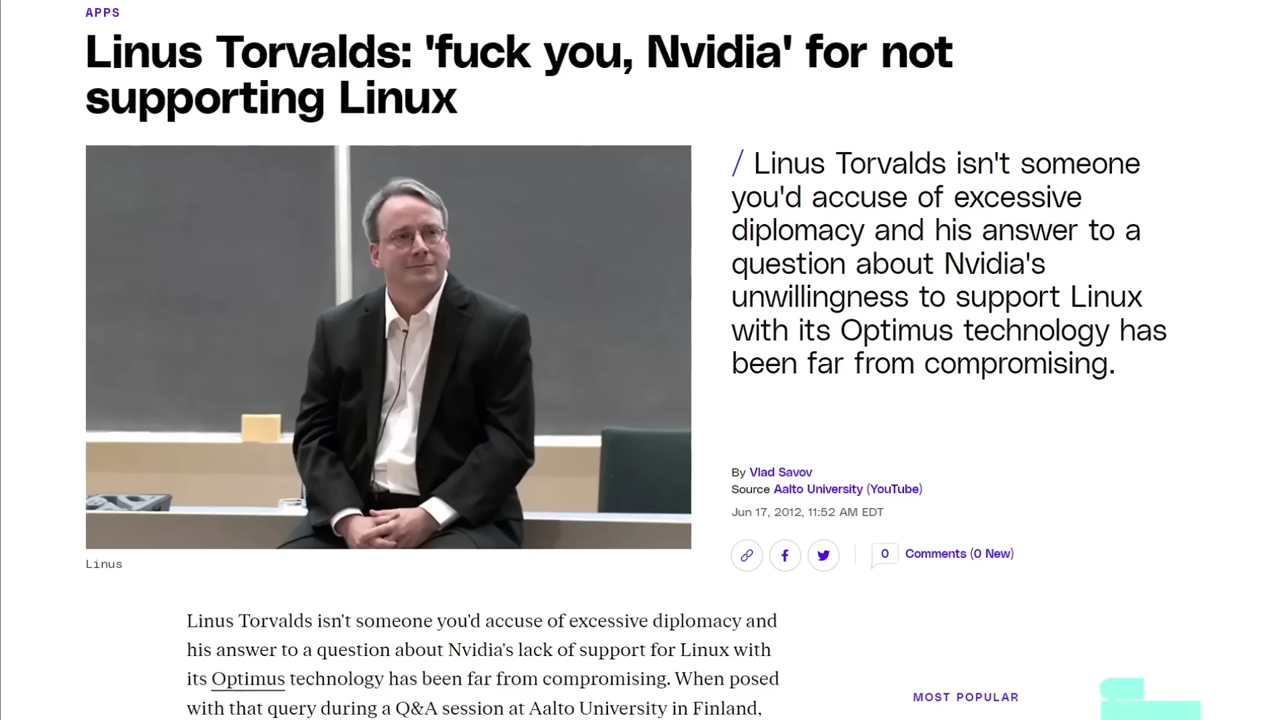 APPS
Linus Torvalds: 'fuck you, Nvidia' for not
supporting Linux
/ Linus Torvalds isn't someone
you'd accuse of excessive
diplomacy and his answer to a
question about Nvidia's
unwillingness to support Linux
with its Optimus technology has
been far from compromising.
By Vlad Savov
Source Aalto University (YouTube)
Jun 17, 2012, 11:52 AM EDT
0 Comments (0 New)
Linus
Linus Torvalds isn't someone you'd accuse of excessive diplomacy and
his answer to a question about Nvidia's lack of support for Linux with
its Optimus technology has been far from compromising. When posed
with that query during a Q&A session at Aalto University in Finland,
MOST POPULAR